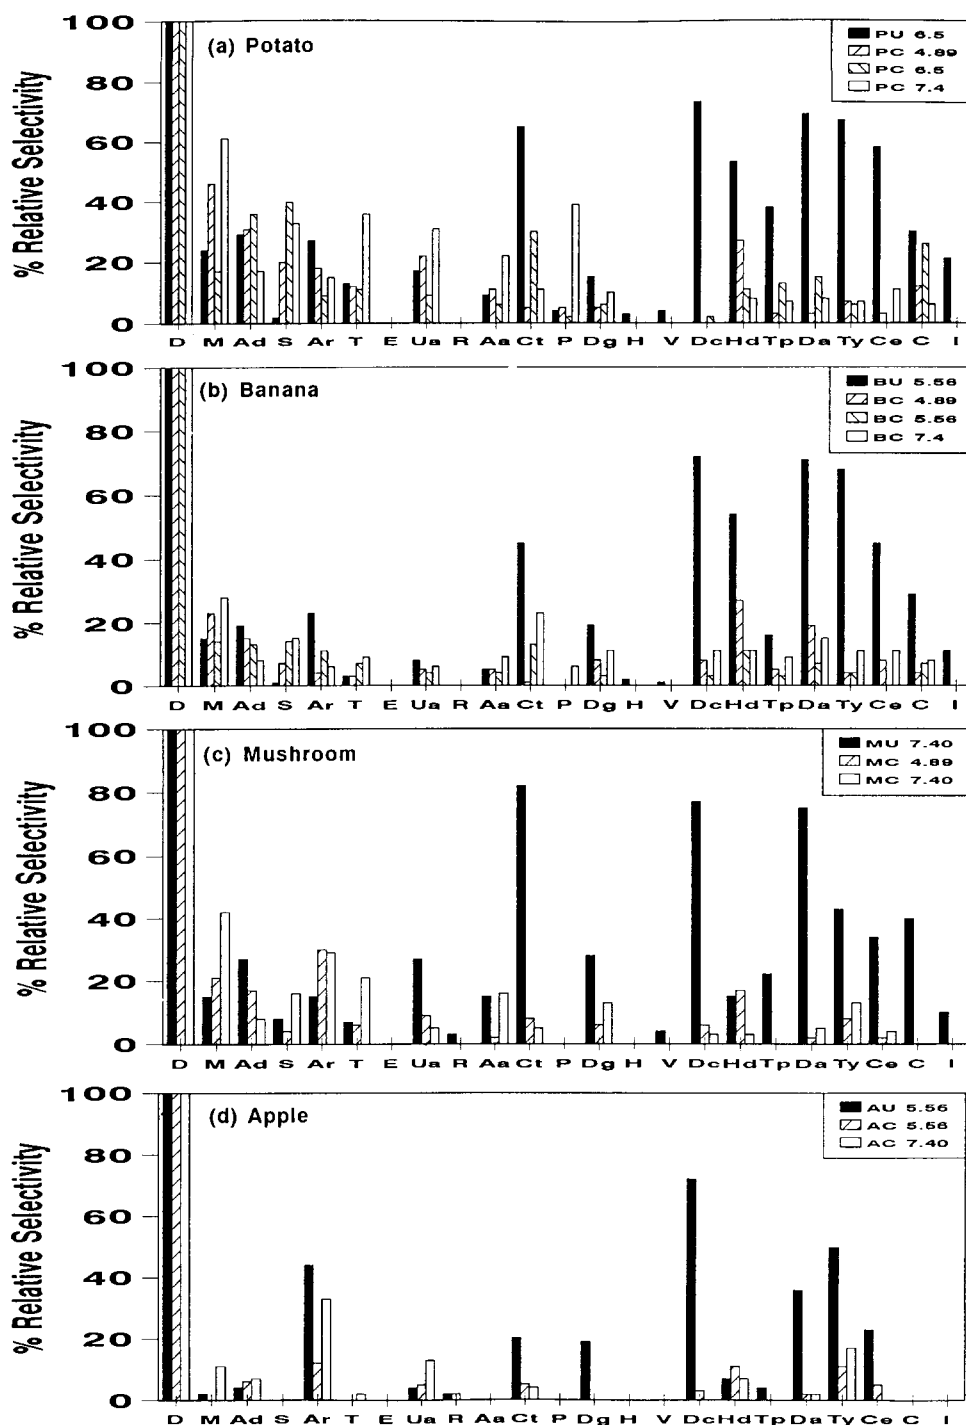 (a) Potato
PU 6.5
PC 4.89
PC 6.5
PC 7.4
% Relative Selectivity
100
80
60
40
20
0
D M Ad S Ar T E Ua R Aa Ct P Dg H V Dc Hd Tp Da Ty Ce C I
(b) Banana
BU 5.56
BC 4.89
BC 5.56
BC 7.4
% Relative Selectivity
100
80
60
40
20
0
D M Ad S Ar T E Ua R Aa Ct P Dg H V Dc Hd Tp Da Ty Ce C I
(c) Mushroom
MU 7.40
MC 4.89
MC 7.40
% Relative Selectivity
100
80
60
40
20
0
D M Ad S Ar T E Ua R Aa Ct P Dg H V Dc Hd Tp Da Ty Ce C I
(d) Apple
AU 5.56
AC 5.56
AC 7.40
% Relative Selectivity
100
80
60
40
20
0
D M Ad S Ar T E Ua R Aa Ct P Dg H V Dc Hd Tp Da Ty Ce C I